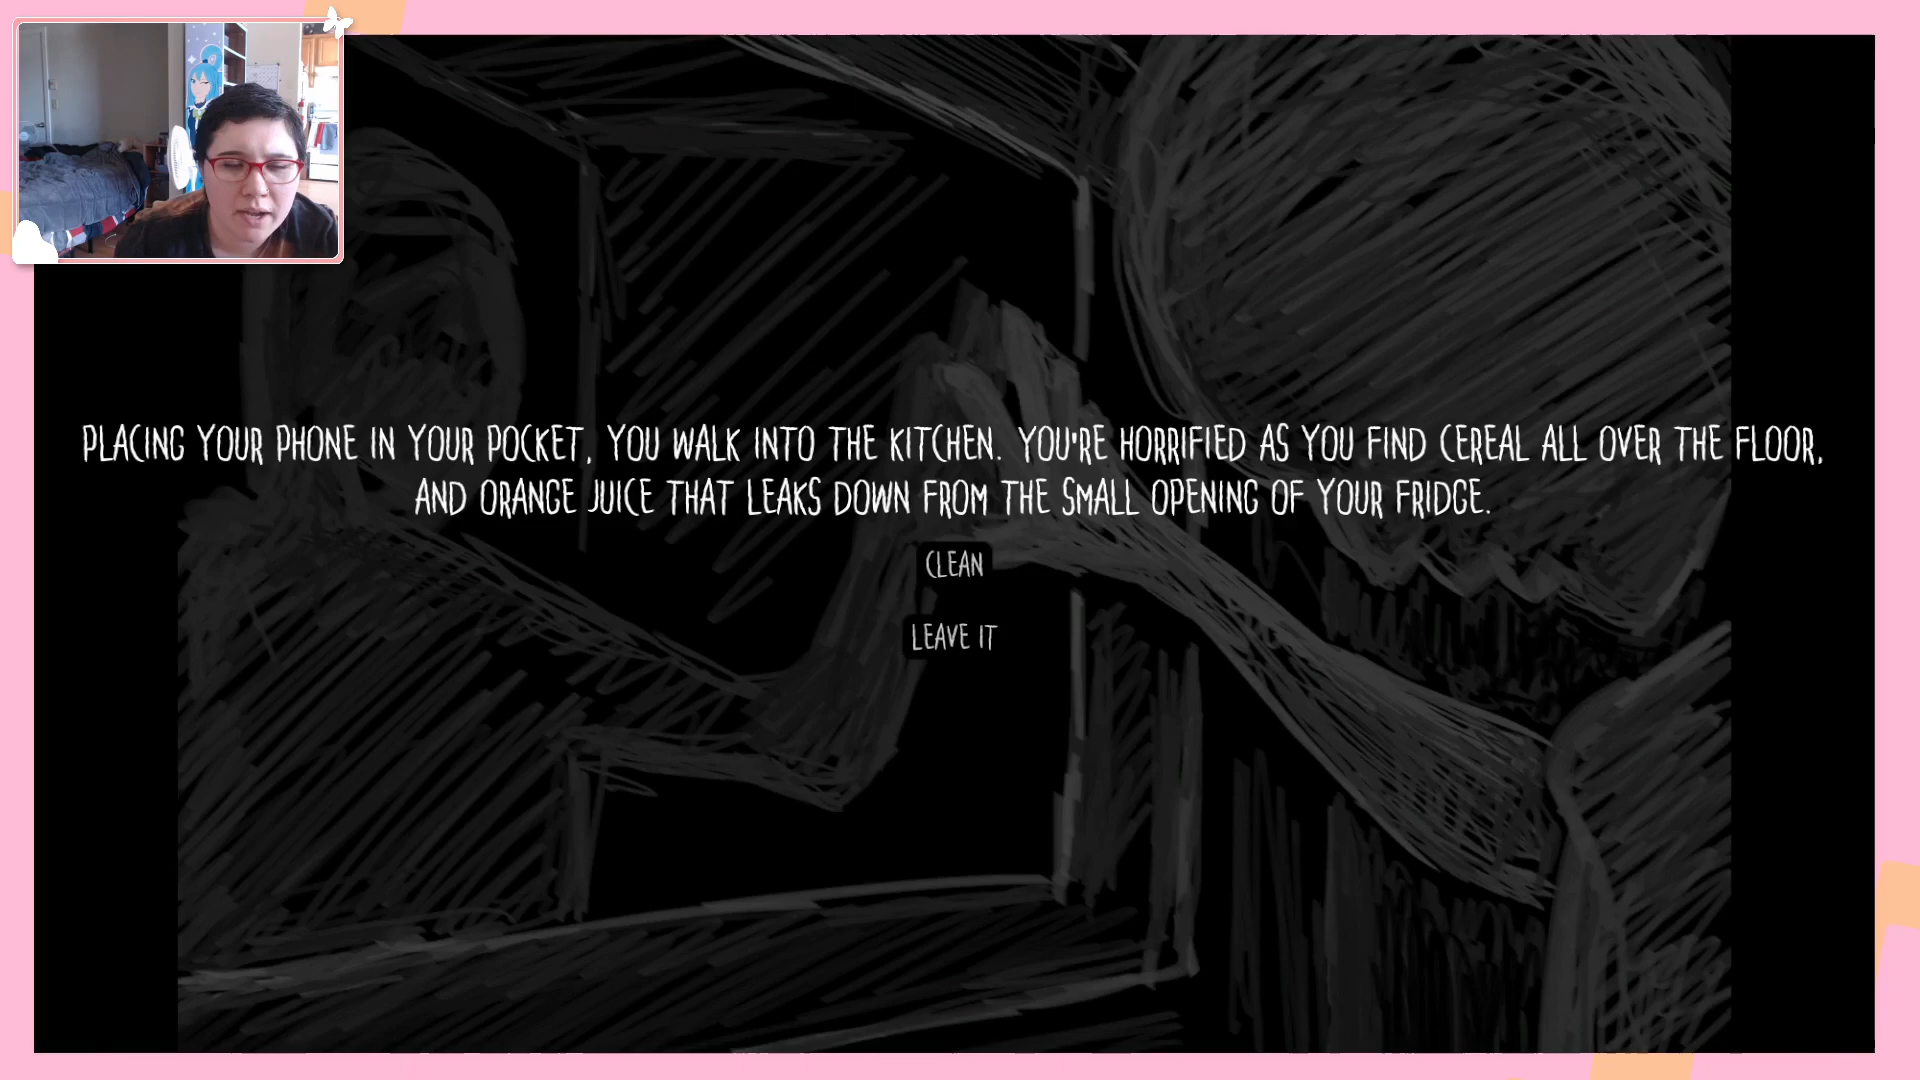 PLACING YOUR PHONE IN YOUR POCKET, YOU WALK INTO THE KITCHEN. YOU'RE HORRIFIED AS YOU FIND CEREAL ALL OVER THE FLOOR,
AND ORANGE JUICE THAT LEAKS DOWN FROM THE SMALL OPENING OF YOUR FRIDGE.
CLEAN
LEAVE IT